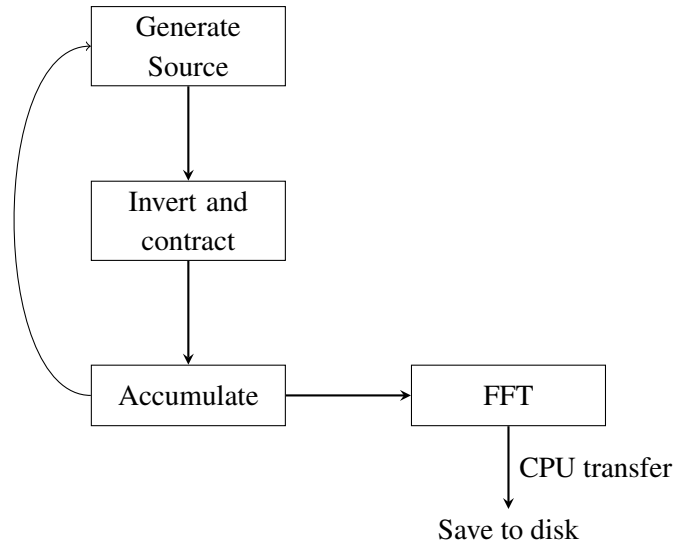 Generate
Source
Invert and
contract
Accumulate
FFT
CPU transfer
Save to disk